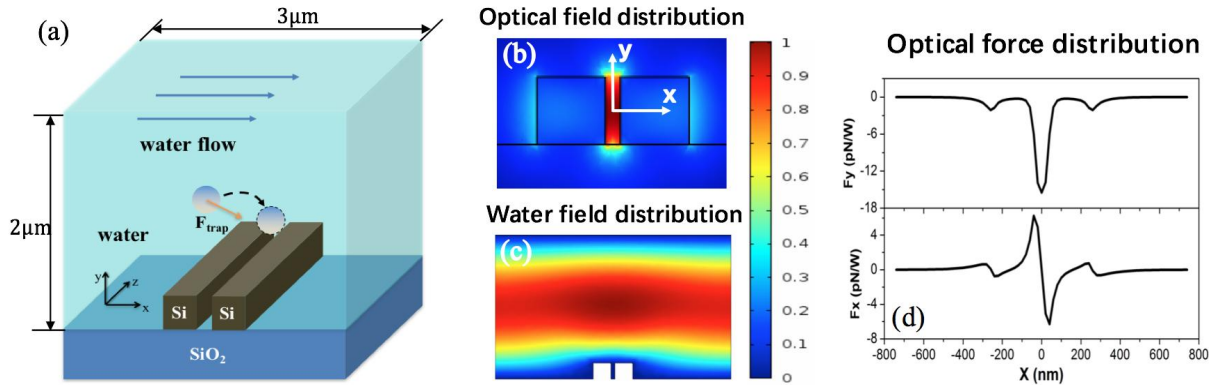 (a)
3μm
2μm
water flow
water
F_trap
y
z
x
Si
Si
SiO₂
Optical field distribution
(b)
y
x
Water field distribution
(c)
1
0.9
0.8
0.7
0.6
0.5
0.4
0.3
0.2
0.1
0
Optical force distribution
Fy (pN/W)
0
-6
-12
-18
Fx (pN/W)
4
0
-4
-8
(d)
-800 -600 -400 -200 0 200 400 600 800
X (nm)